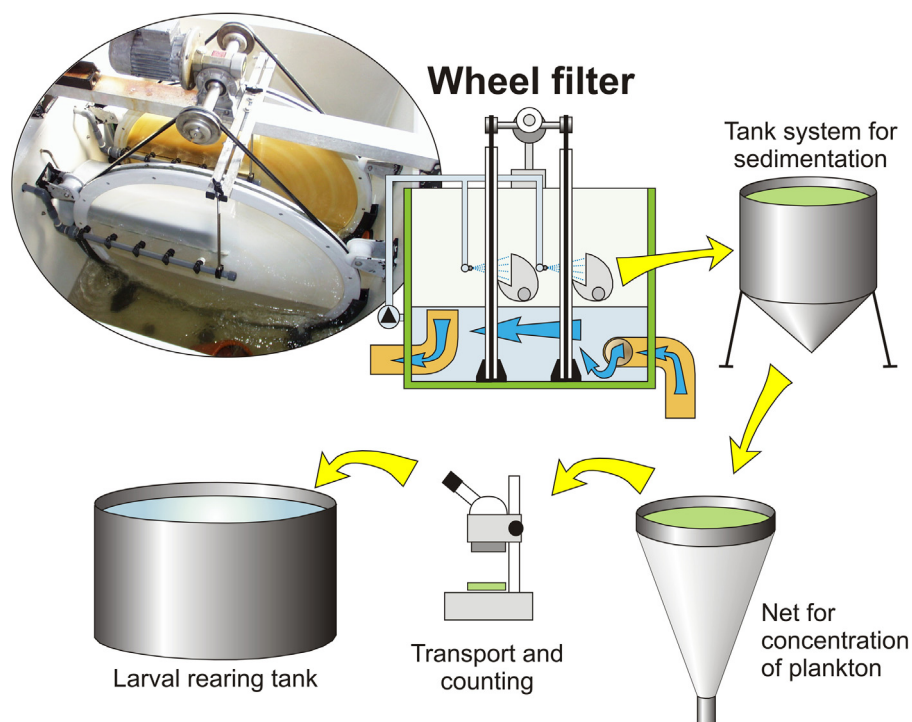 Wheel filter
Tank system for
sedimentation
Net for
concentration
of plankton
Transport and
counting
Larval rearing tank